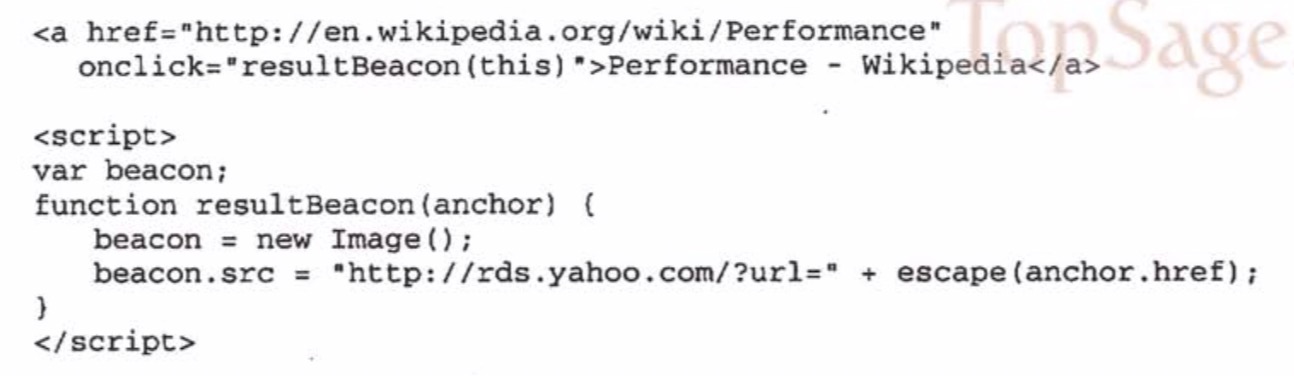 TopSage
<a href="http://en.wikipedia.org/wiki/Performance"
onclick="resultBeacon(this)">Performance - Wikipedia</a>
<script>
var beacon;
function resultBeacon(anchor) {
beacon = new Image();
beacon.src = "http://rds.yahoo.com/?url=" + escape(anchor.href);
}
</script>